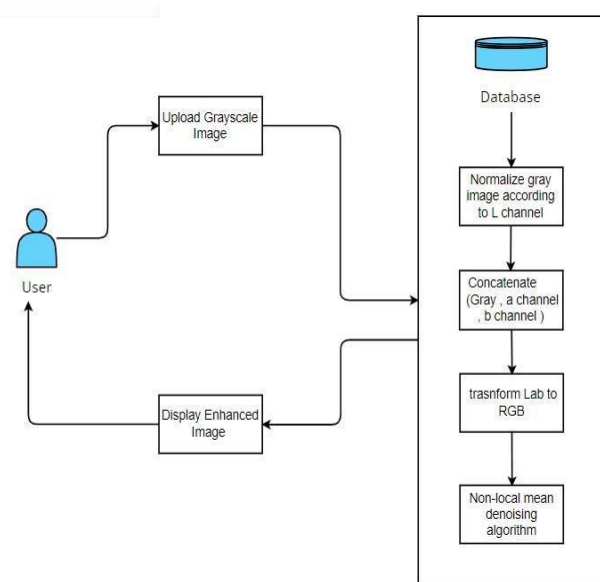 Database
Upload Grayscale
Image
Normalize gray
image according
to L channel
User
Concatenate
(Gray , a channel
, b channel )
trasnform Lab to
RGB
Display Enhanced
Image
Non-local mean
denoising
algorithm